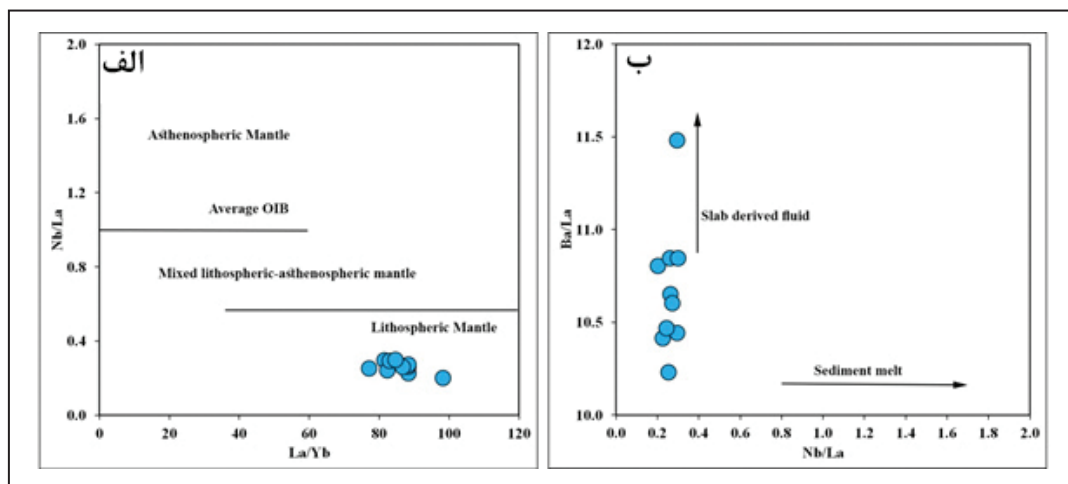 الف
2.0
1.6
1.2
0.8
0.4
0.0
Nb/La
Asthenospheric Mantle
Average OIB
Mixed lithospheric-asthenospheric mantle
Lithospheric Mantle
0 20 40 60 80 100 120
La/Yb
ب
12.0
11.5
11.0
10.5
10.0
Ba/La
Slab derived fluid
Sediment melt
0.0 0.2 0.4 0.6 0.8 1.0 1.2 1.4 1.6 1.8 2.0
Nb/La